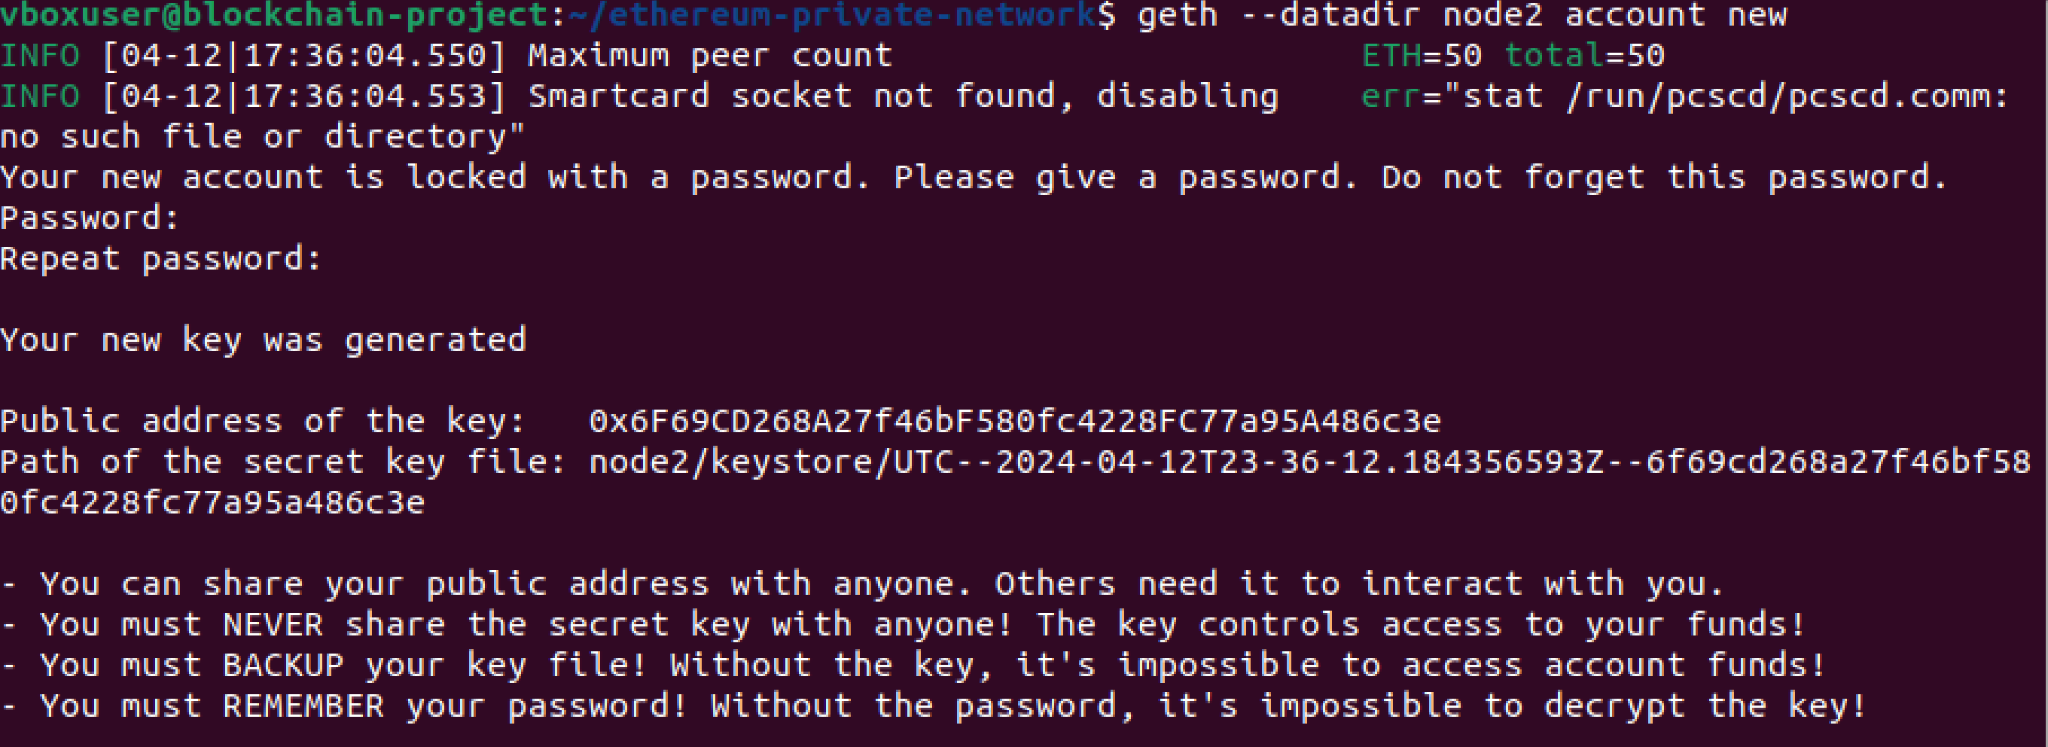 vboxuser@blockchain-project:~/ethereum-private-network$ geth --datadir node2 account new
INFO [04-12|17:36:04.550] Maximum peer count                       ETH=50 total=50
INFO [04-12|17:36:04.553] Smartcard socket not found, disabling    err="stat /run/pcscd/pcscd.comm:
no such file or directory"
Your new account is locked with a password. Please give a password. Do not forget this password.
Password:
Repeat password:
Your new key was generated
Public address of the key:   0x6F69CD268A27f46bF580fc4228FC77a95A486c3e
Path of the secret key file: node2/keystore/UTC--2024-04-12T23-36-12.184356593Z--6f69cd268a27f46bf58
0fc4228fc77a95a486c3e
- You can share your public address with anyone. Others need it to interact with you.
- You must NEVER share the secret key with anyone! The key controls access to your funds!
- You must BACKUP your key file! Without the key, it's impossible to access account funds!
- You must REMEMBER your password! Without the password, it's impossible to decrypt the key!